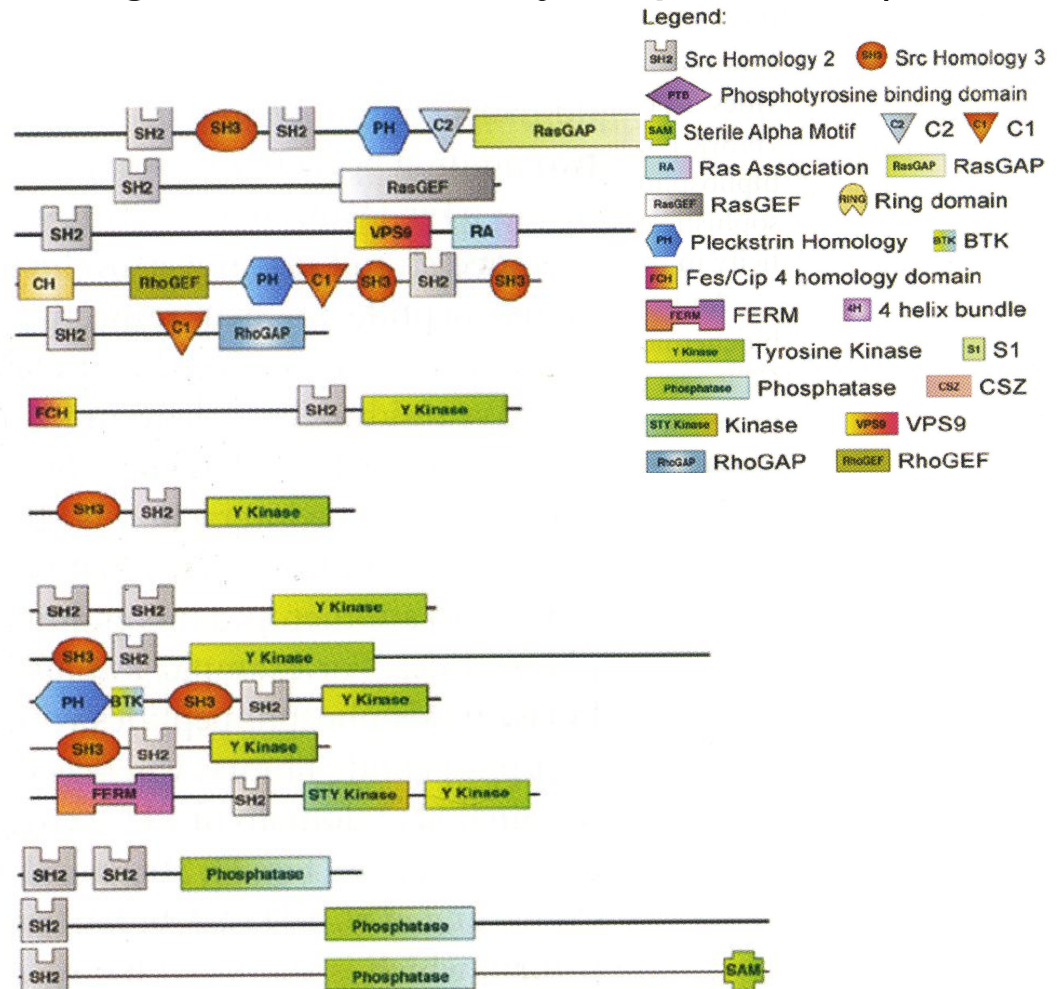 Legend:
SH2 Src Homology 2 SH3 Src Homology 3
PTB Phosphotyrosine binding domain
SAM Sterile Alpha Motif C2 C2 C1 C1
RA Ras Association RasGAP RasGAP
RasGEF RasGEF RING Ring domain
PH Pleckstrin Homology BTK BTK
FCH Fes/Cip 4 homology domain
FERM FERM 4H 4 helix bundle
Y Kinase Tyrosine Kinase S1 S1
Phosphatase Phosphatase CSZ CSZ
STY Kinase Kinase VPS9 VPS9
RhoGAP RhoGAP RhoGEF RhoGEF
SH2 SH3 SH2 PH C2 RasGAP
SH2 RasGEF
SH2 VPS9 RA
CH RhoGEF PH C1 SH3 SH2 SH3
SH2 C1 RhoGAP
FCH SH2 Y Kinase
SH3 SH2 Y Kinase
SH2 SH2 Y Kinase
SH3 SH2 Y Kinase
PH BTK SH3 SH2 Y Kinase
SH3 SH2 Y Kinase
FERM SH2 STY Kinase Y Kinase
SH2 SH2 Phosphatase
SH2 Phosphatase
SH2 Phosphatase SAM